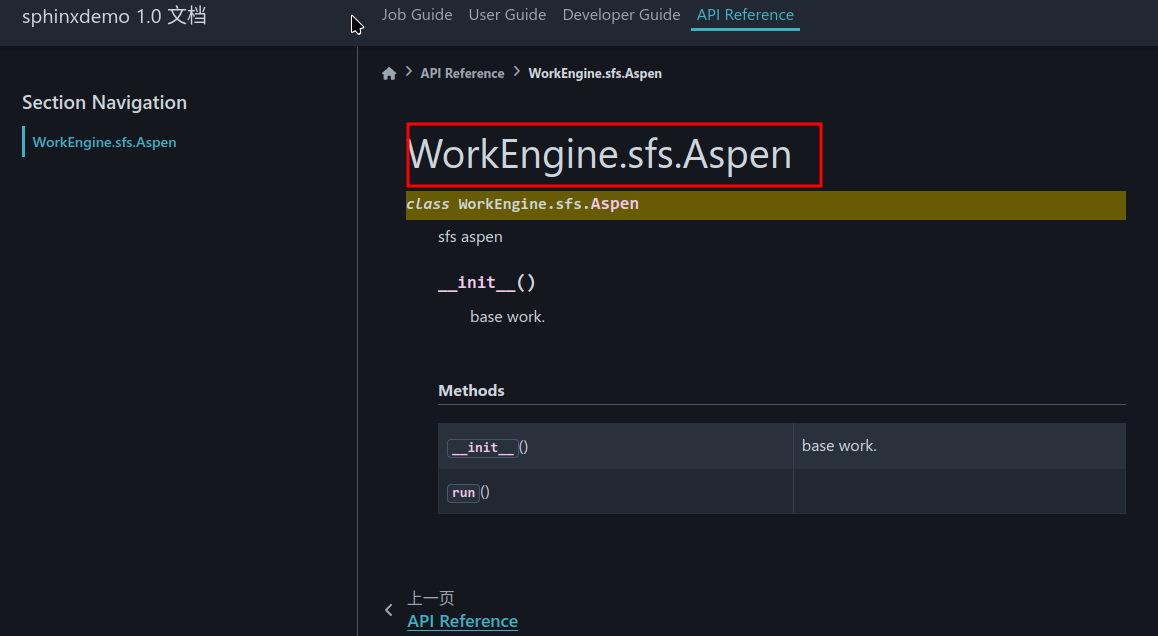 sphinxdemo 1.0 文档
Job Guide User Guide Developer Guide API Reference
API Reference WorkEngine.sfs.Aspen
Section Navigation
WorkEngine.sfs.Aspen
WorkEngine.sfs.Aspen
class WorkEngine.sfs.Aspen
sfs aspen
__init__()
base work.
Methods
__init__() base work.
run()
上一页
API Reference